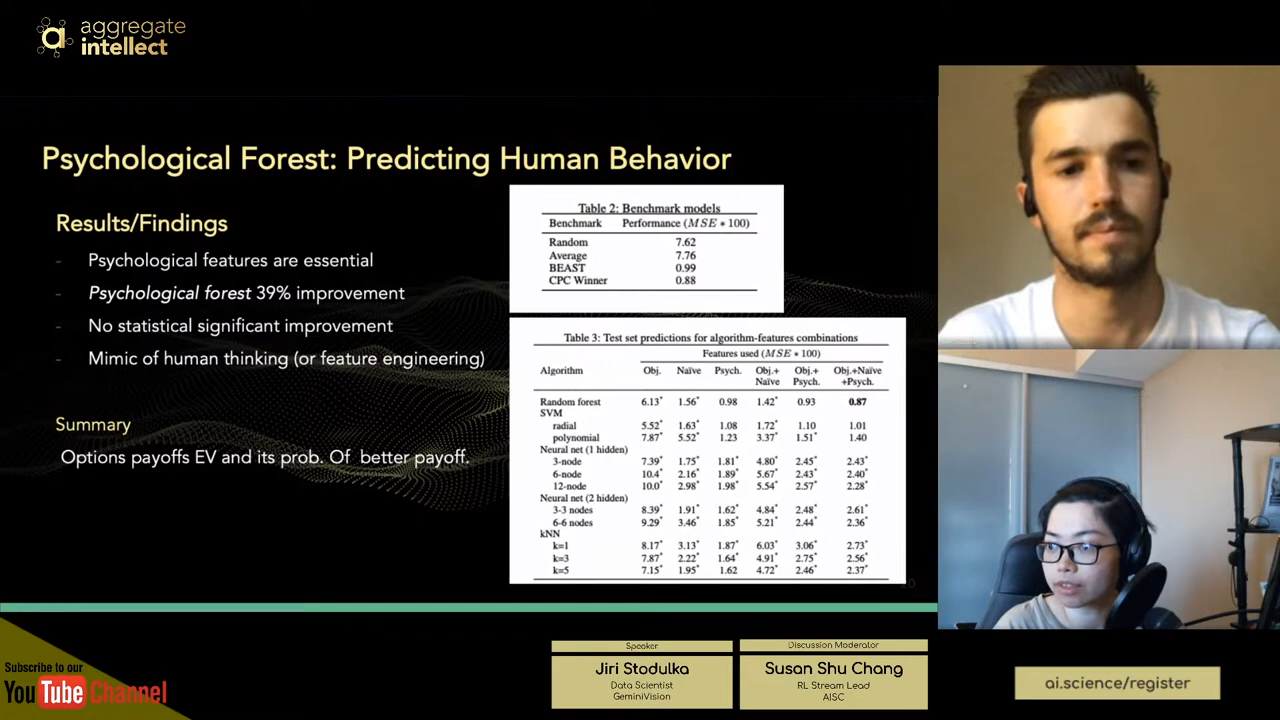 aggregate
intellect
Psychological Forest: Predicting Human Behavior
Results/Findings
- Psychological features are essential
- Psychological forest 39% improvement
- No statistical significant improvement
- Mimic of human thinking (or feature engineering)
Summary
Options payoffs EV and its prob. Of better payoff.
Table 2: Benchmark models
Benchmark Performance (MSE * 100)
Random 7.62
Average 7.76
BEAST 0.99
CPC Winner 0.88
Table 3: Test set predictions for algorithm-features combinations
Features used (MSE * 100)
Algorithm Obj. Naïve Psych. Obj.+ Naïve Obj.+ Psych. Obj.+Naïve +Psych.
Random forest 6.13* 1.56* 0.98 1.42* 0.93 0.87
SVM
radial 5.52* 1.63* 1.08 1.72* 1.10 1.01
polynomial 7.87* 5.52* 1.23 3.37* 1.51* 1.40
Neural net (1 hidden)
3-node 7.39* 1.75* 1.81* 4.80* 2.45* 2.43*
6-node 10.4* 2.16* 1.89* 5.67* 2.43* 2.40*
12-node 10.0* 2.98* 1.98* 5.54* 2.57* 2.28*
Neural net (2 hidden)
3-3 nodes 8.39* 1.91* 1.62* 4.84* 2.48* 2.61*
6-6 nodes 9.29* 3.46* 1.85* 5.21* 2.44* 2.36*
kNN
k=1 8.17* 3.13* 1.87* 6.03* 3.06* 2.73*
k=3 7.87* 2.22* 1.64* 4.91* 2.75* 2.56*
k=5 7.15* 1.95* 1.62 4.72* 2.46* 2.37*
Subscribe to our
YouTube Channel
Speaker
Jiri Stodulka
Data Scientist
GeminiVision
Discussion Moderator
Susan Shu Chang
RL Stream Lead
AISC
ai.science/register